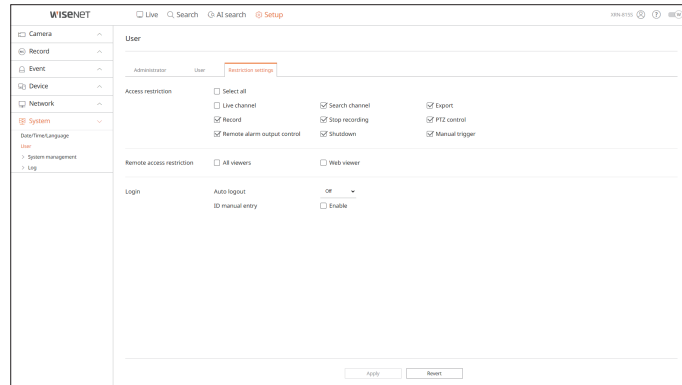 WISENET
Live Search AI search Setup
Camera
Record
Event
Device
Network
System
Date/Time/Language
User
> System management
> Log
User
Administrator User Restriction settings
Access restriction Select all
Live channel Search channel Export
Record Stop recording PTZ control
Remote alarm output control Shutdown Manual trigger
Remote access restriction All viewers Web viewer
Login Auto logout Off
ID manual entry Enable
Apply Revert